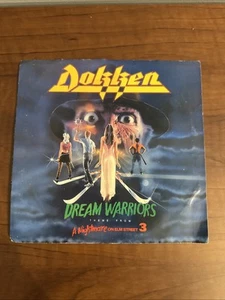 Dokken
DREAM WARRIORS
THEME FROM
A Nightmare ON ELM STREET 3